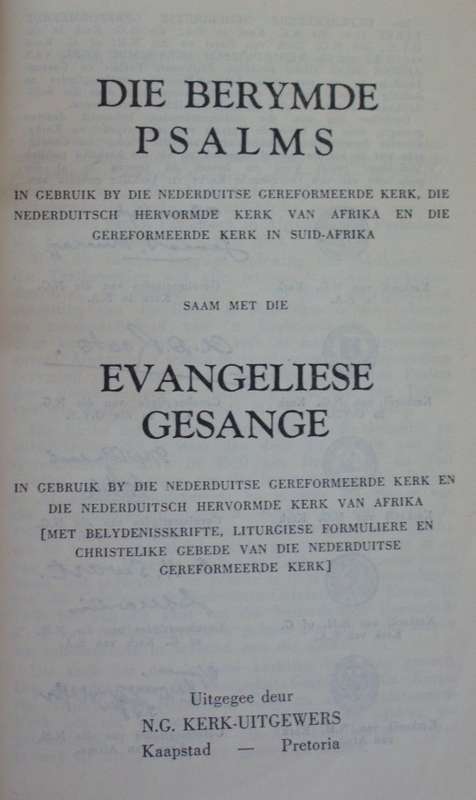 DIE BERYMDE
PSALMS
IN GEBRUIK BY DIE NEDERDUITSE GEREFORMEERDE KERK, DIE
NEDERDUITSCH HERVORMDE KERK VAN AFRIKA EN DIE
GEREFORMEERDE KERK IN SUID-AFRIKA
SAAM MET DIE
EVANGELIESE
GESANGE
IN GEBRUIK BY DIE NEDERDUITSE GEREFORMEERDE KERK EN
DIE NEDERDUITSCH HERVORMDE KERK VAN AFRIKA
[MET BELYDENISSKRIFTE, LITURGIESE FORMULIERE EN
CHRISTELIKE GEBEDE VAN DIE NEDERDUITSE
GEREFORMEERDE KERK]
Uitgegee deur
N.G. KERK-UITGEWERS
Kaapstad — Pretoria